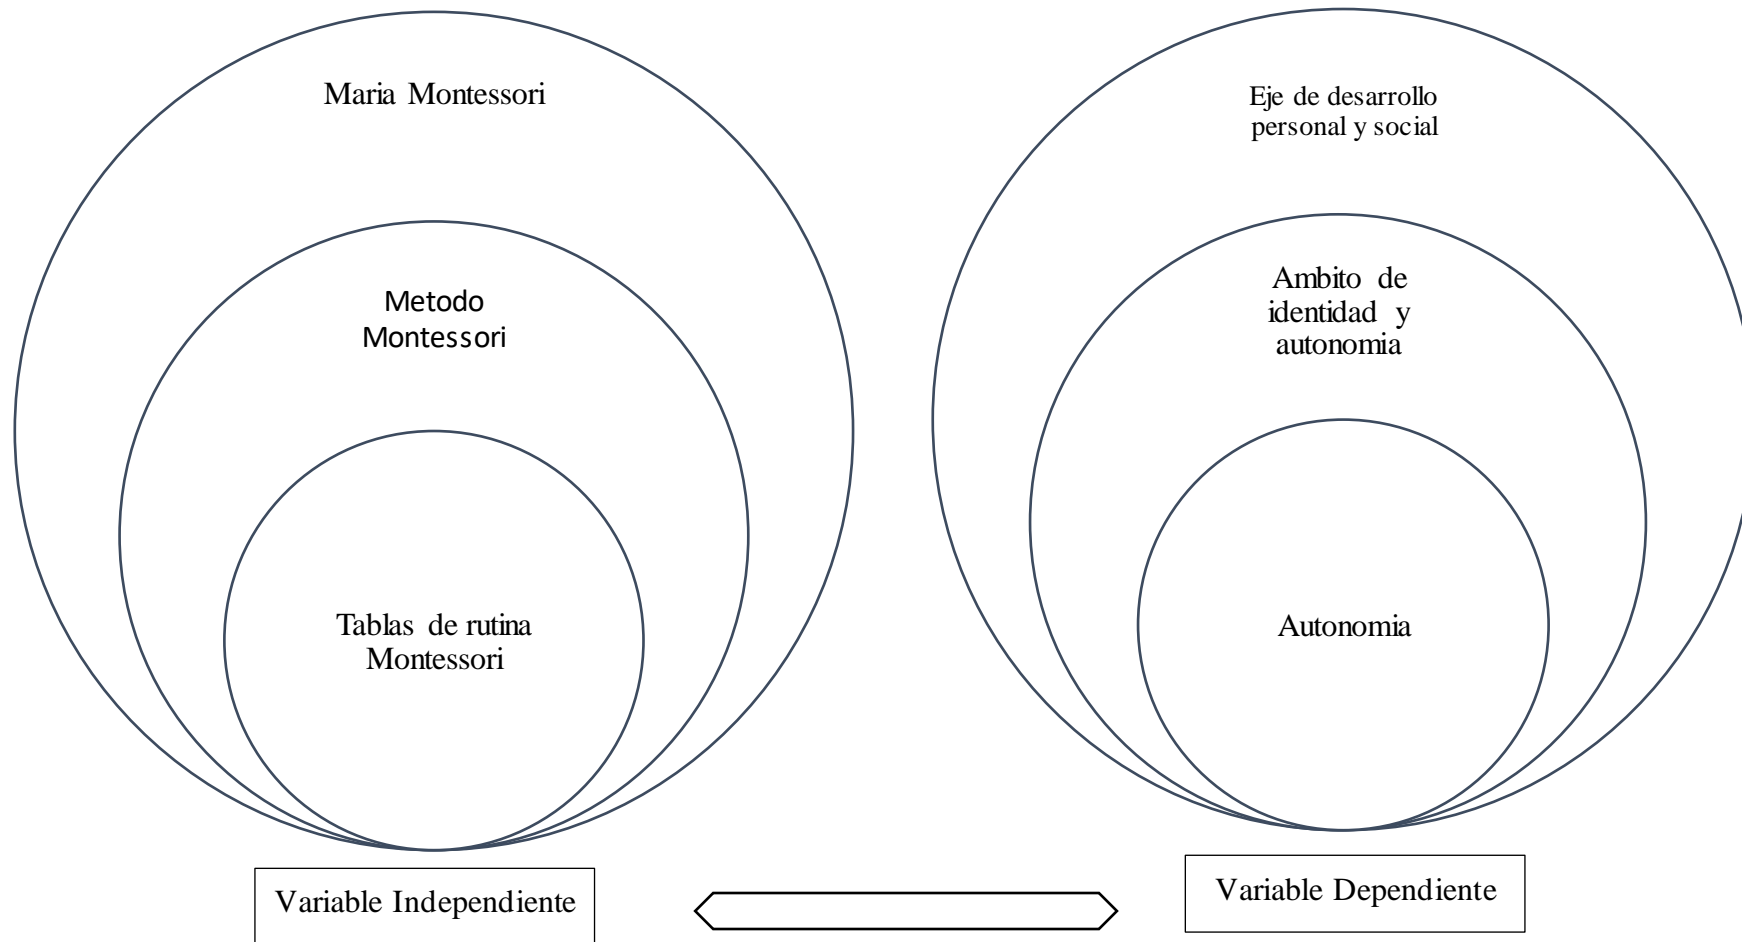 Maria Montessori
Metodo
Montessori
Tablas de rutina
Montessori
Variable Independiente
Eje de desarrollo
personal y social
Ambito de
identidad y
autonomia
Autonomia
Variable Dependiente